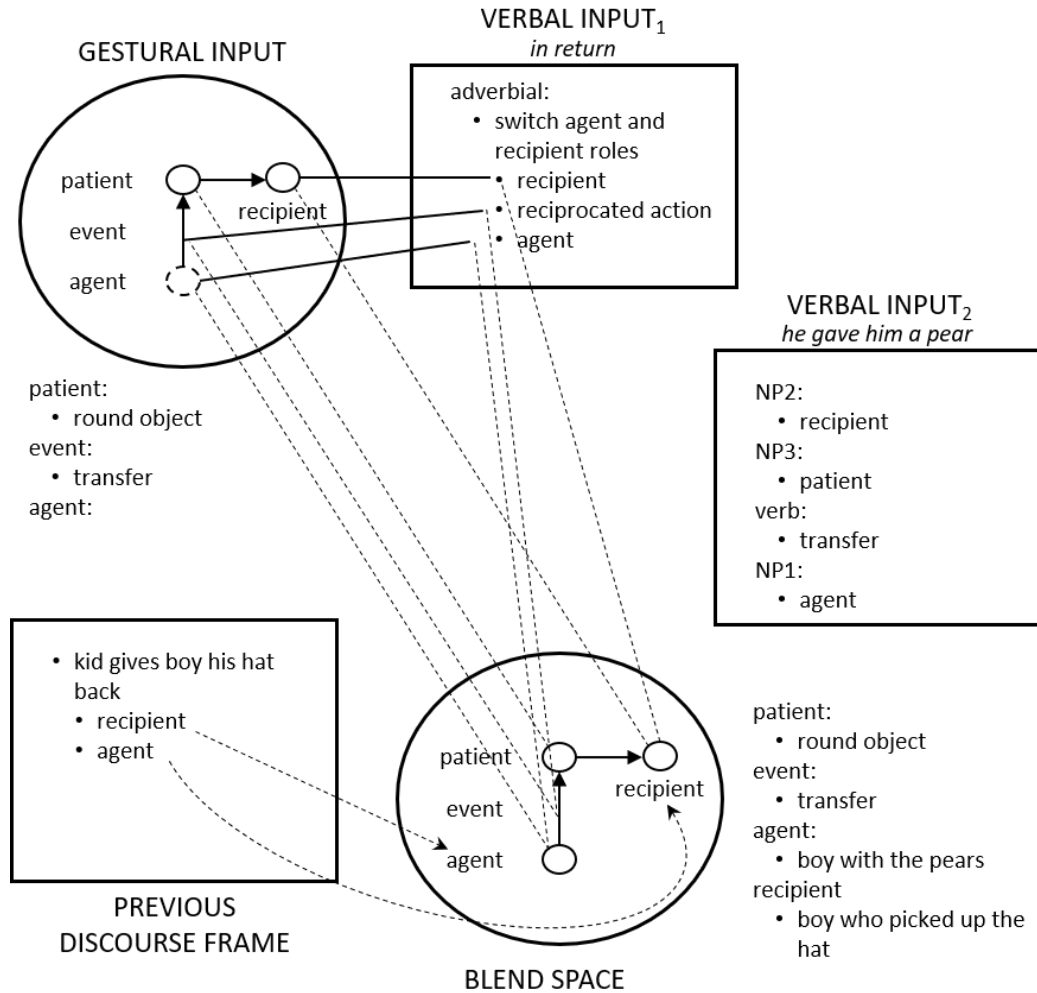 GESTURAL INPUT
patient
event
agent
recipient
patient:
• round object
event:
• transfer
agent:
VERBAL INPUT₁
in return
adverbial:
• switch agent and
recipient roles
• recipient
• reciprocated action
• agent
VERBAL INPUT₂
he gave him a pear
NP2:
• recipient
NP3:
• patient
verb:
• transfer
NP1:
• agent
• kid gives boy his hat
back
• recipient
• agent
PREVIOUS
DISCOURSE FRAME
patient
event
agent
recipient
BLEND SPACE
patient:
• round object
event:
• transfer
agent:
• boy with the pears
recipient
• boy who picked up the
hat